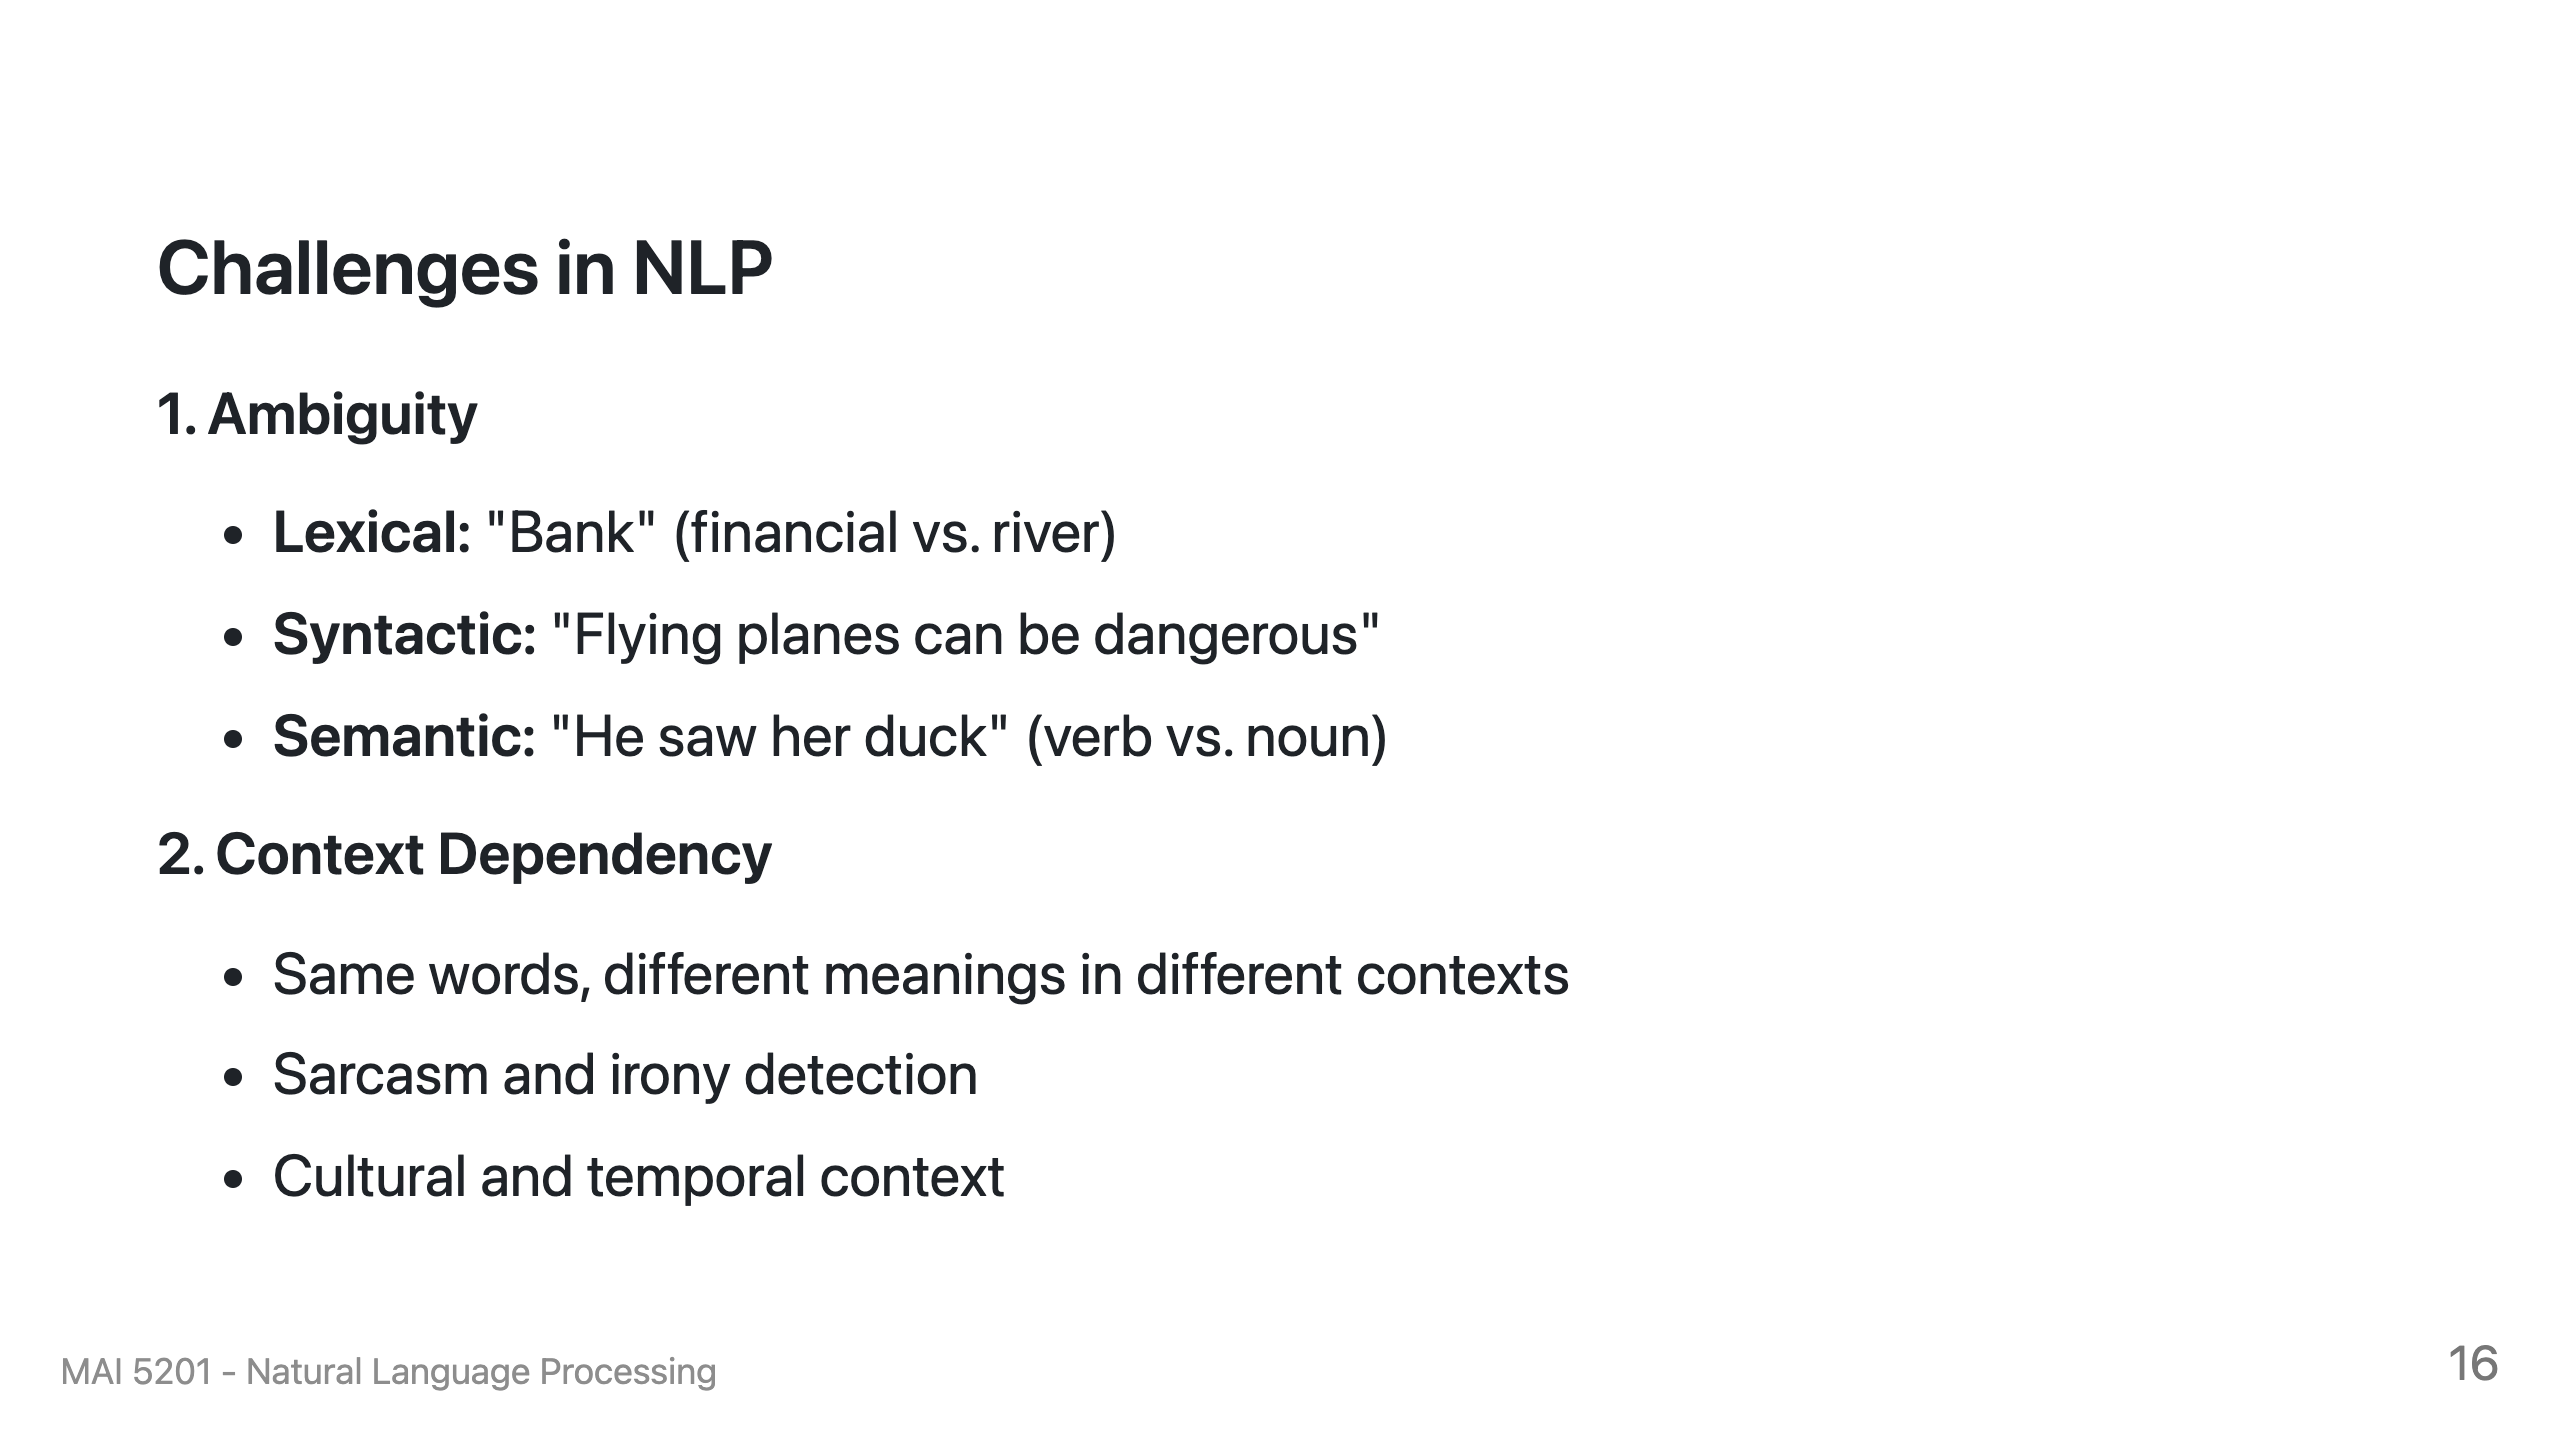 Challenges in NLP
1. Ambiguity
• Lexical: "Bank" (financial vs. river)
• Syntactic: "Flying planes can be dangerous"
• Semantic: "He saw her duck" (verb vs. noun)
2. Context Dependency
• Same words, different meanings in different contexts
• Sarcasm and irony detection
• Cultural and temporal context
MAI 5201 - Natural Language Processing
16